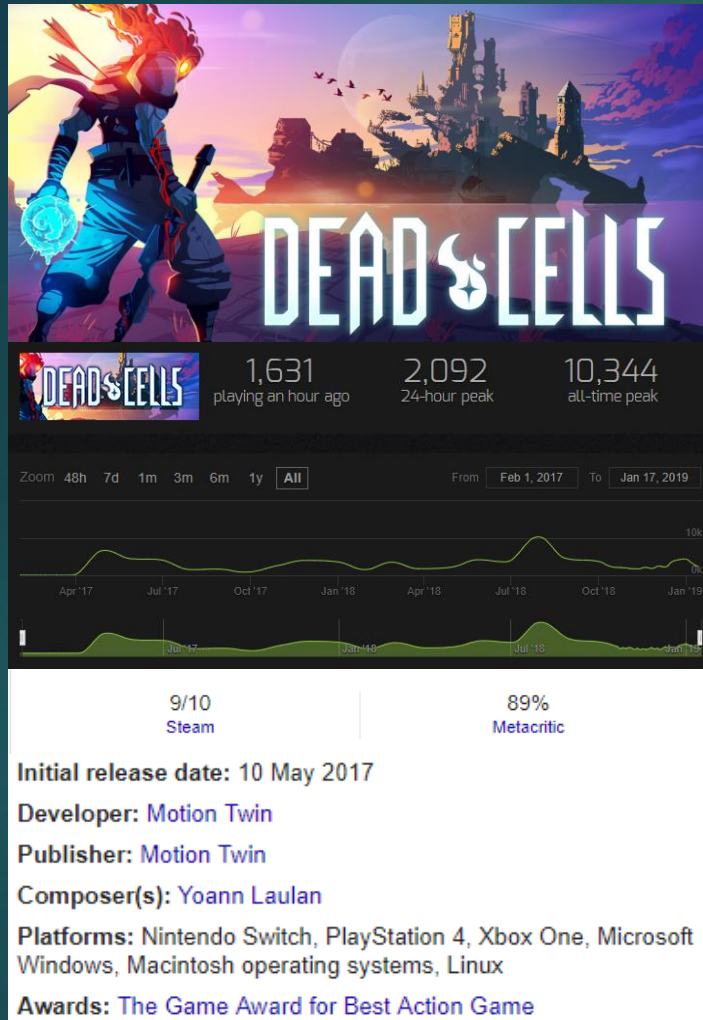 DEAD CELLS
DEAD CELLS
1,631
playing an hour ago
2,092
24-hour peak
10,344
all-time peak
Zoom 48h 7d 1m 3m 6m 1y All
From Feb 1, 2017 To Jan 17, 2019
10k
0k
Apr '17 Jul '17 Oct '17 Jan '18 Apr '18 Jul '18 Oct '18 Jan '19
Jul '17 Jan '18 Jul '18 Jan '19
9/10
Steam
89%
Metacritic
Initial release date: 10 May 2017
Developer: Motion Twin
Publisher: Motion Twin
Composer(s): Yoann Laulan
Platforms: Nintendo Switch, PlayStation 4, Xbox One, Microsoft
Windows, Macintosh operating systems, Linux
Awards: The Game Award for Best Action Game